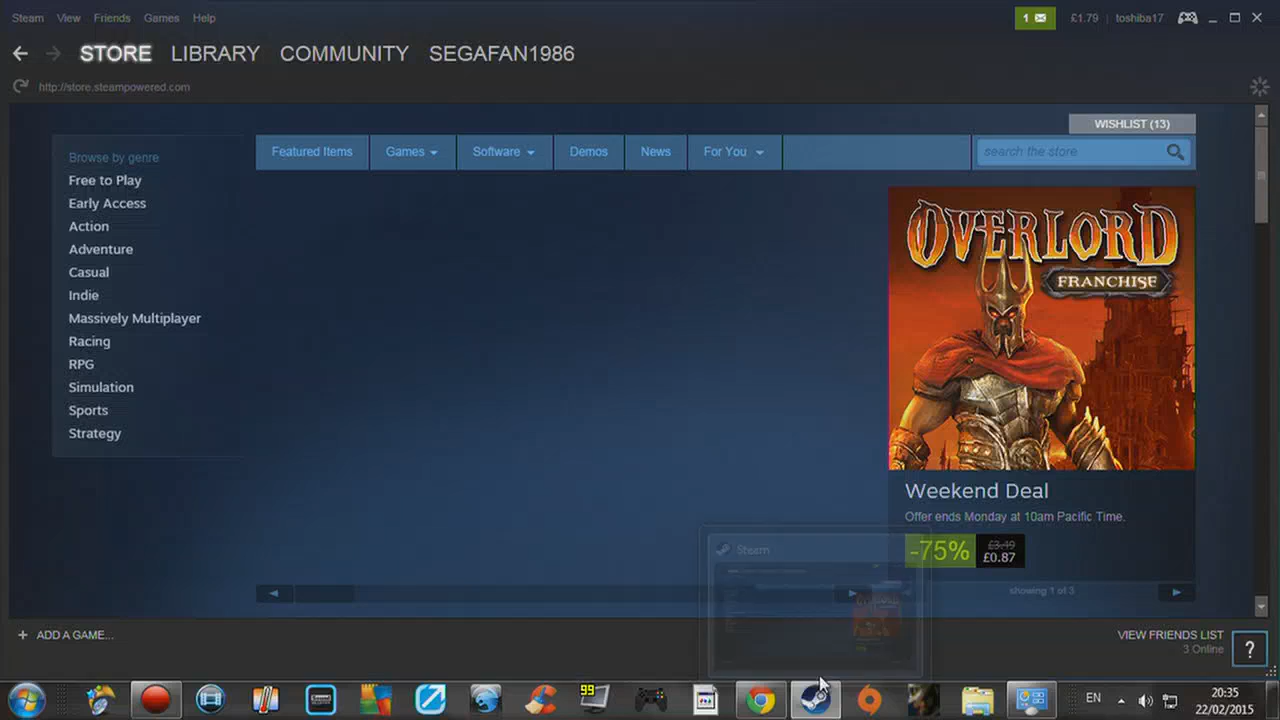 Steam View Friends Games Help 1 £1.79 toshiba17
STORE LIBRARY COMMUNITY SEGAFAN1986
http://store.steampowered.com
WISHLIST (13)
Featured Items Games Software Demos News For You search the store
Browse by genre
Free to Play
Early Access
Action
Adventure
Casual
Indie
Massively Multiplayer
Racing
RPG
Simulation
Sports
Strategy
OVERLORD
FRANCHISE
Weekend Deal
Offer ends Monday at 10am Pacific Time.
-75% £3.49
£0.87
showing 1 of 3
Steam
+ ADD A GAME...
VIEW FRIENDS LIST
3 Online
?
99
EN
20:35
22/02/2015